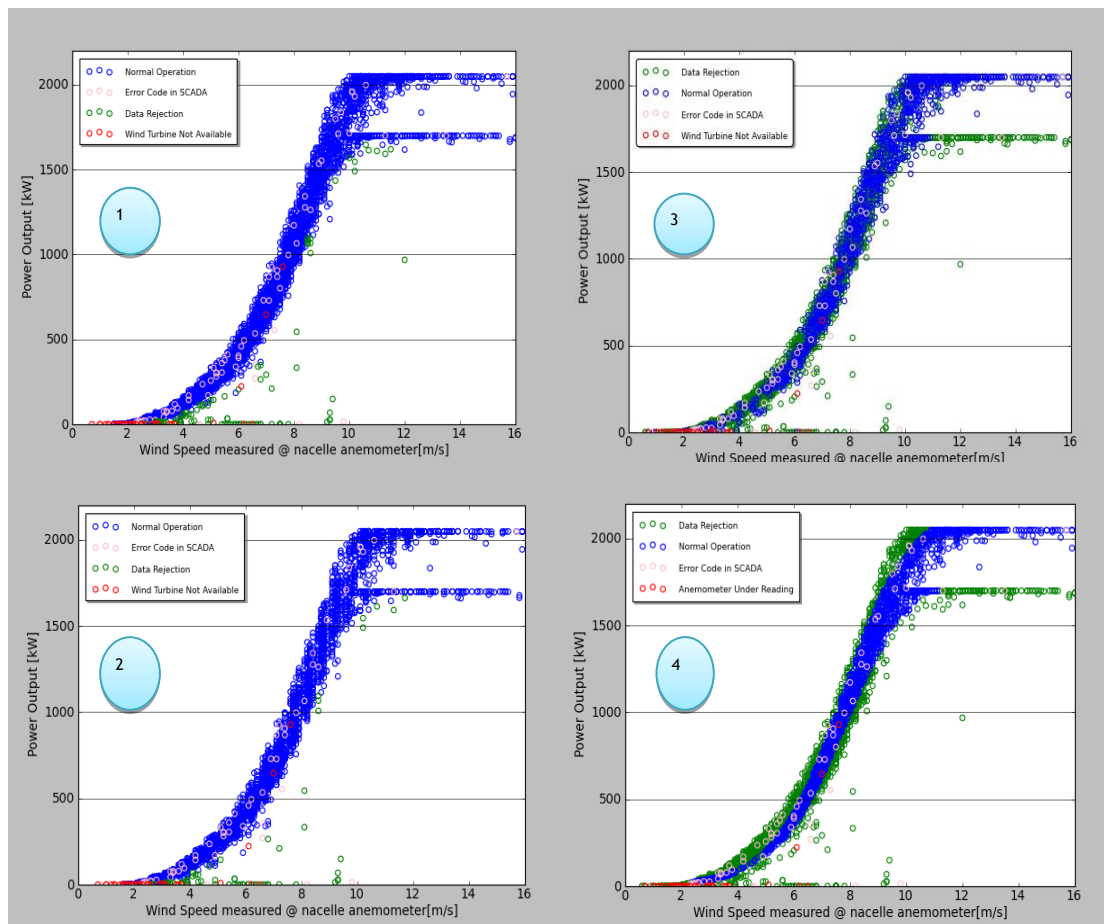 2000
1500
1000
500
0
Power Output [kW]
Normal Operation
Error Code in SCADA
Data Rejection
Wind Turbine Not Available
1
0 2 4 6 8 10 12 14 16
Wind Speed measured @ nacelle anemometer[m/s]
2000
1500
1000
500
0
Power Output [kW]
Data Rejection
Normal Operation
Error Code in SCADA
Wind Turbine Not Available
3
0 2 4 6 8 10 12 14 16
Wind Speed measured @ nacelle anemometer[m/s]
2000
1500
1000
500
0
Power Output [kW]
Normal Operation
Error Code in SCADA
Data Rejection
Wind Turbine Not Available
2
0 2 4 6 8 10 12 14 16
Wind Speed measured @ nacelle anemometer[m/s]
2000
1500
1000
500
0
Power Output [kW]
Data Rejection
Normal Operation
Error Code in SCADA
Anemometer Under Reading
4
0 2 4 6 8 10 12 14 16
Wind Speed measured @ nacelle anemometer[m/s]